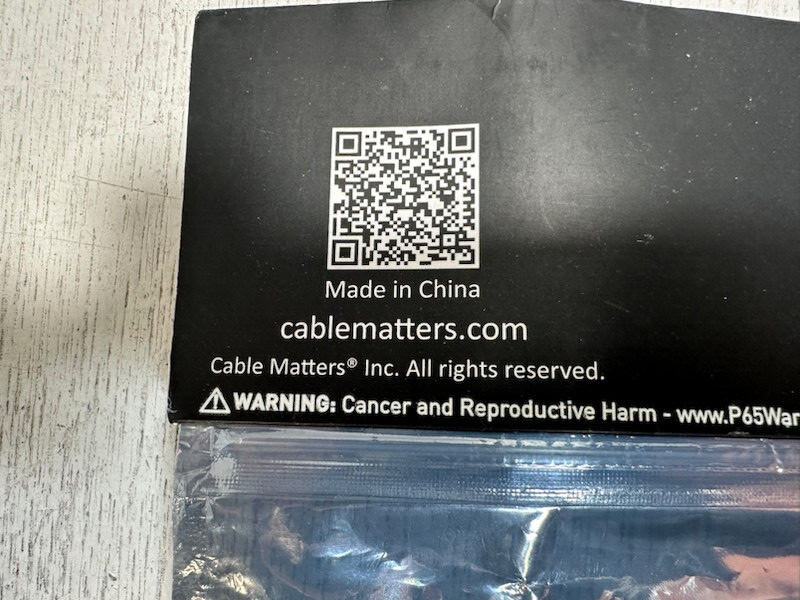 Made in China
cablematters.com
Cable Matters® Inc. All rights reserved.
⚠ WARNING: Cancer and Reproductive Harm - www.P65War